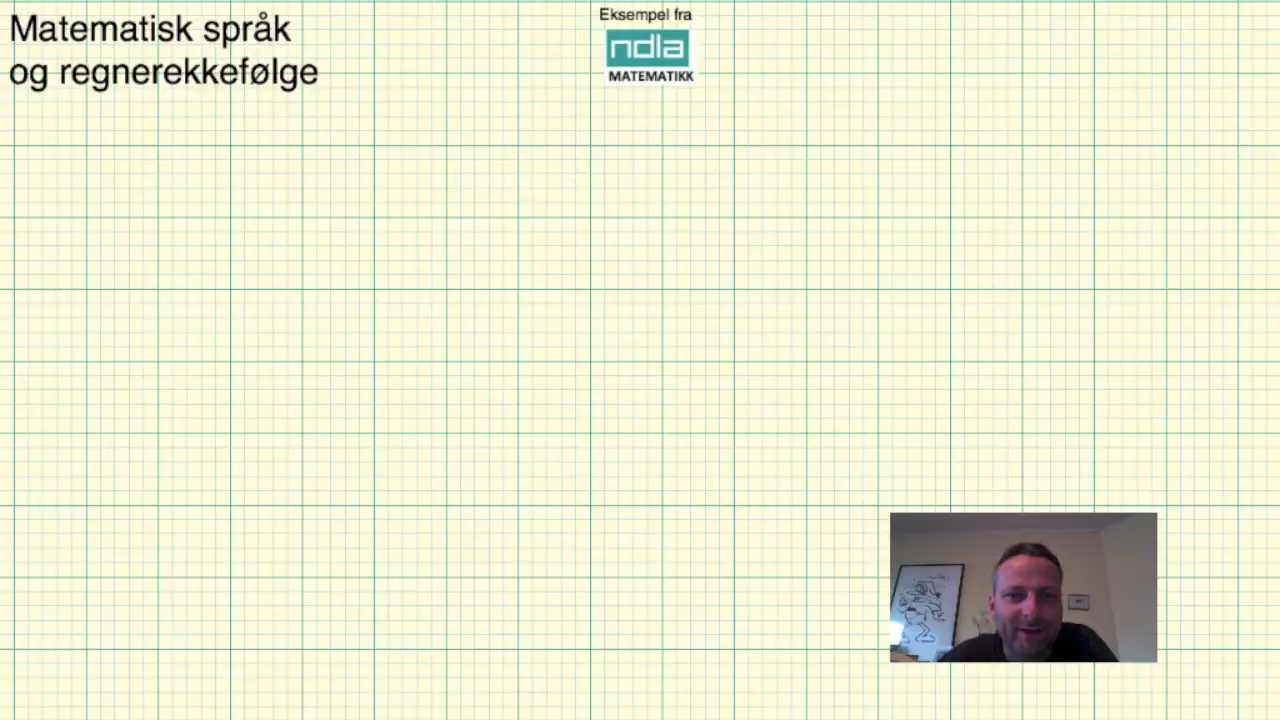 Matematisk språk
og regnerekkefølge
Eksempel fra
ndla
MATEMATIKK